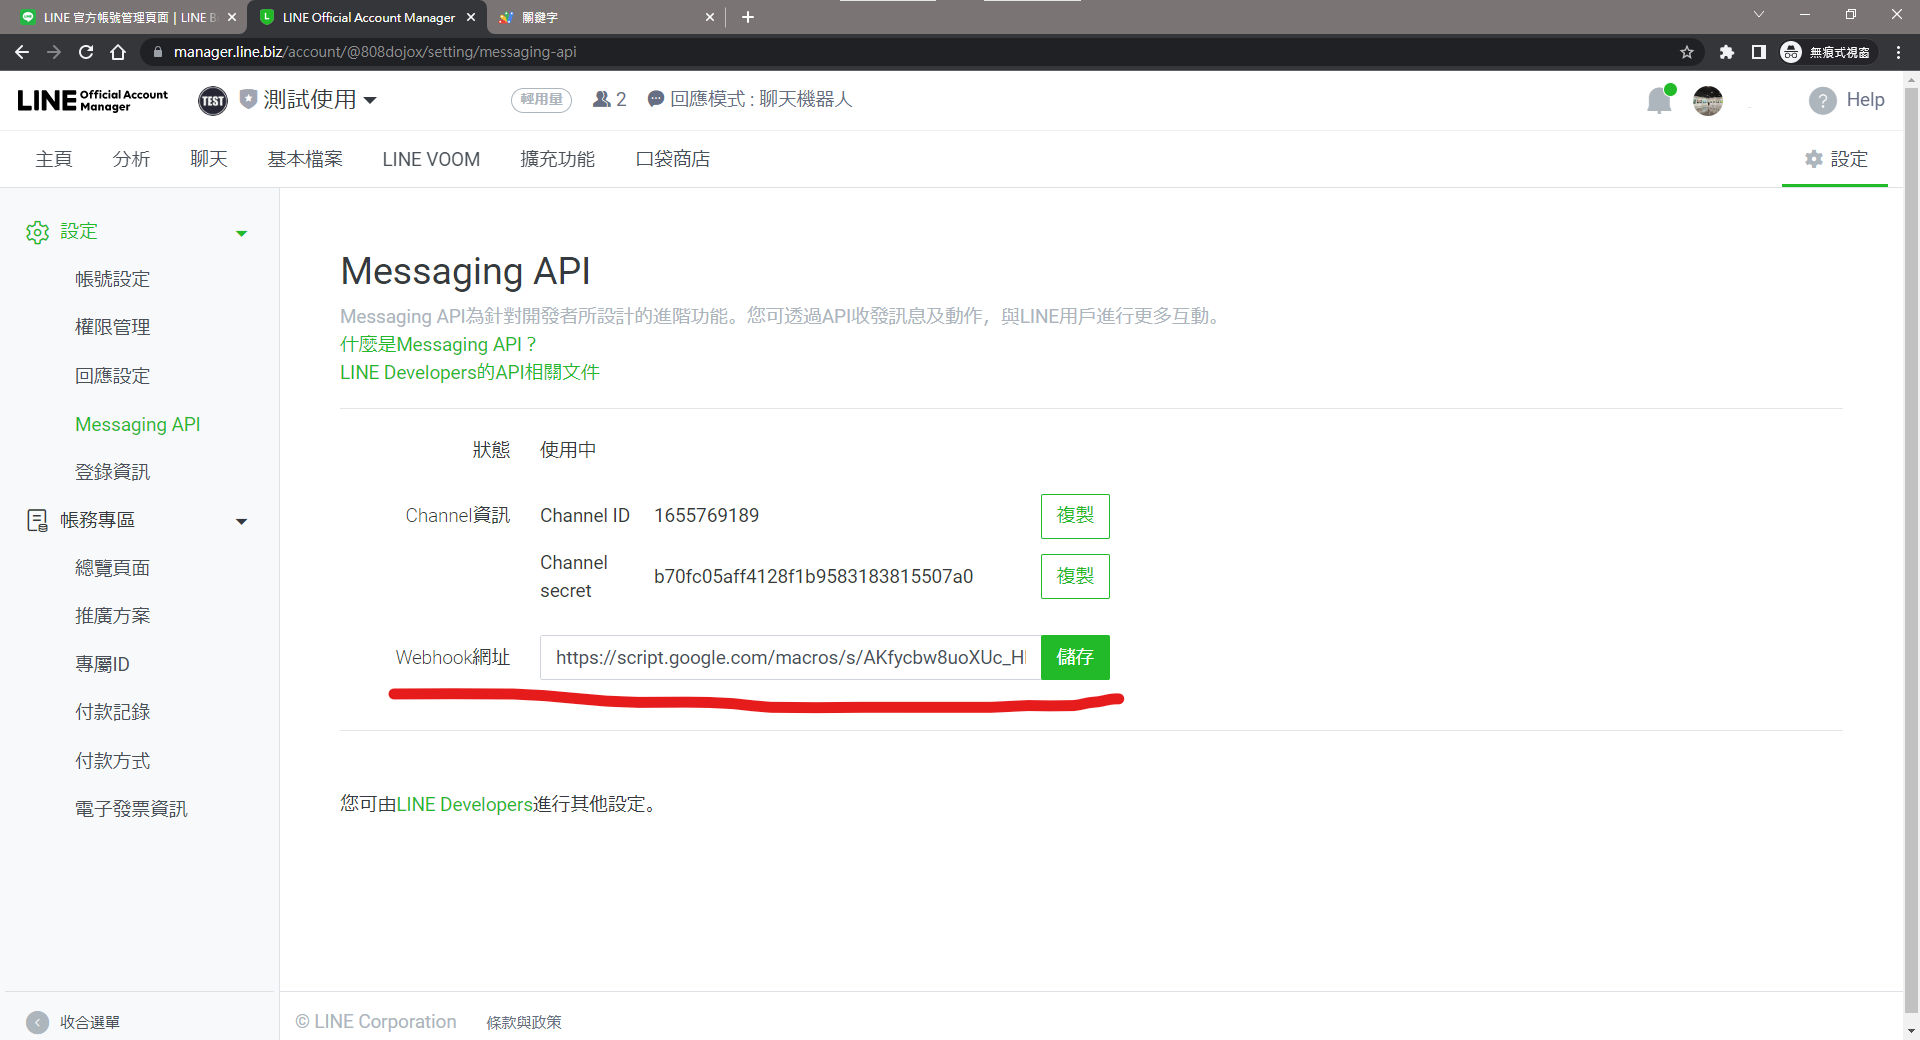 LINE 官方帳號管理頁面 | LINE B
LINE Official Account Manager
關鍵字
manager.line.biz/account/@808dojox/setting/messaging-api
無痕式視窗
LINE Official Account Manager
TEST
測試使用
輕用量
2
回應模式 : 聊天機器人
? Help
主頁
分析
聊天
基本檔案
LINE VOOM
擴充功能
口袋商店
設定
設定
帳號設定
權限管理
回應設定
Messaging API
登錄資訊
帳務專區
總覽頁面
推廣方案
專屬ID
付款記錄
付款方式
電子發票資訊
收合選單
Messaging API
Messaging API為針對開發者所設計的進階功能。您可透過API收發訊息及動作，與LINE用戶進行更多互動。
什麼是Messaging API？
LINE Developers的API相關文件
狀態 使用中
Channel資訊 Channel ID 1655769189 複製
Channel secret b70fc05aff4128f1b9583183815507a0 複製
Webhook網址 https://script.google.com/macros/s/AKfycbw8uoXUc_H 儲存
您可由LINE Developers進行其他設定。
© LINE Corporation 條款與政策